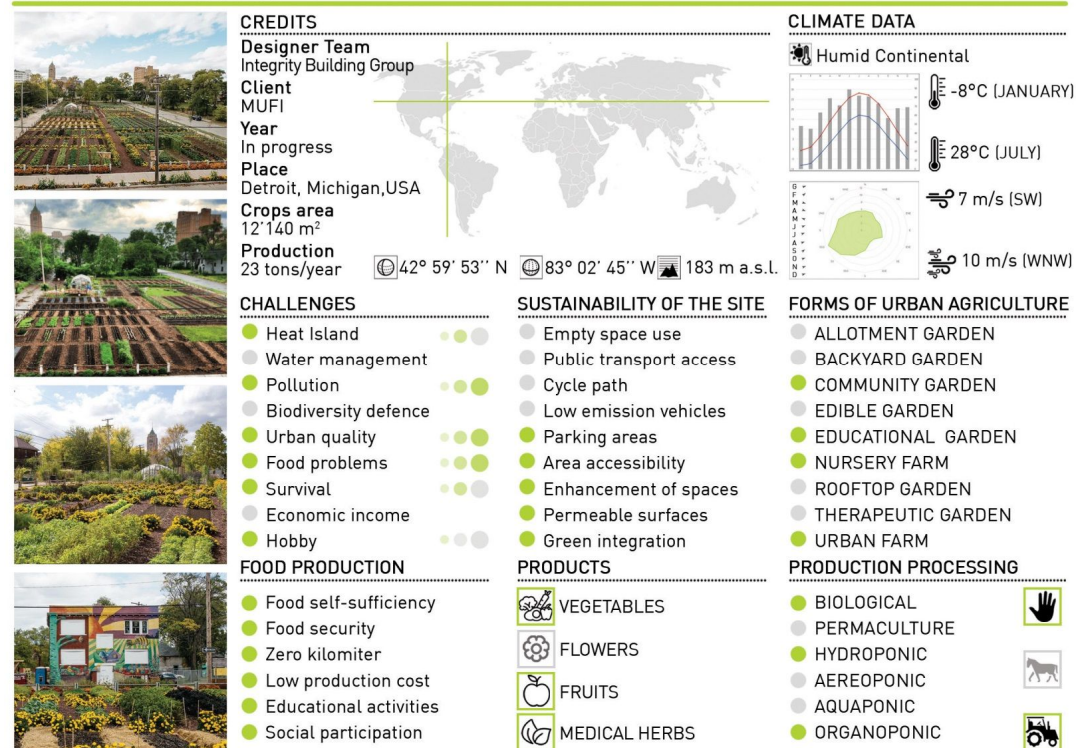 CREDITS
Designer Team
Integrity Building Group
Client
MUFI
Year
In progress
Place
Detroit, Michigan,USA
Crops area
12'140 m²
Production
23 tons/year
42° 59' 53'' N
83° 02' 45'' W
183 m a.s.l.
CLIMATE DATA
Humid Continental
-8°C (JANUARY)
28°C (JULY)
G
F
M
A
M
J
J
A
S
O
N
D
7 m/s (SW)
10 m/s (WNW)
CHALLENGES
Heat Island
Water management
Pollution
Biodiversity defence
Urban quality
Food problems
Survival
Economic income
Hobby
SUSTAINABILITY OF THE SITE
Empty space use
Public transport access
Cycle path
Low emission vehicles
Parking areas
Area accessibility
Enhancement of spaces
Permeable surfaces
Green integration
FORMS OF URBAN AGRICULTURE
ALLOTMENT GARDEN
BACKYARD GARDEN
COMMUNITY GARDEN
EDIBLE GARDEN
EDUCATIONAL GARDEN
NURSERY FARM
ROOFTOP GARDEN
THERAPEUTIC GARDEN
URBAN FARM
FOOD PRODUCTION
Food self-sufficiency
Food security
Zero kilomiter
Low production cost
Educational activities
Social participation
PRODUCTS
VEGETABLES
FLOWERS
FRUITS
MEDICAL HERBS
PRODUCTION PROCESSING
BIOLOGICAL
PERMACULTURE
HYDROPONIC
AEREOPONIC
AQUAPONIC
ORGANOPONIC